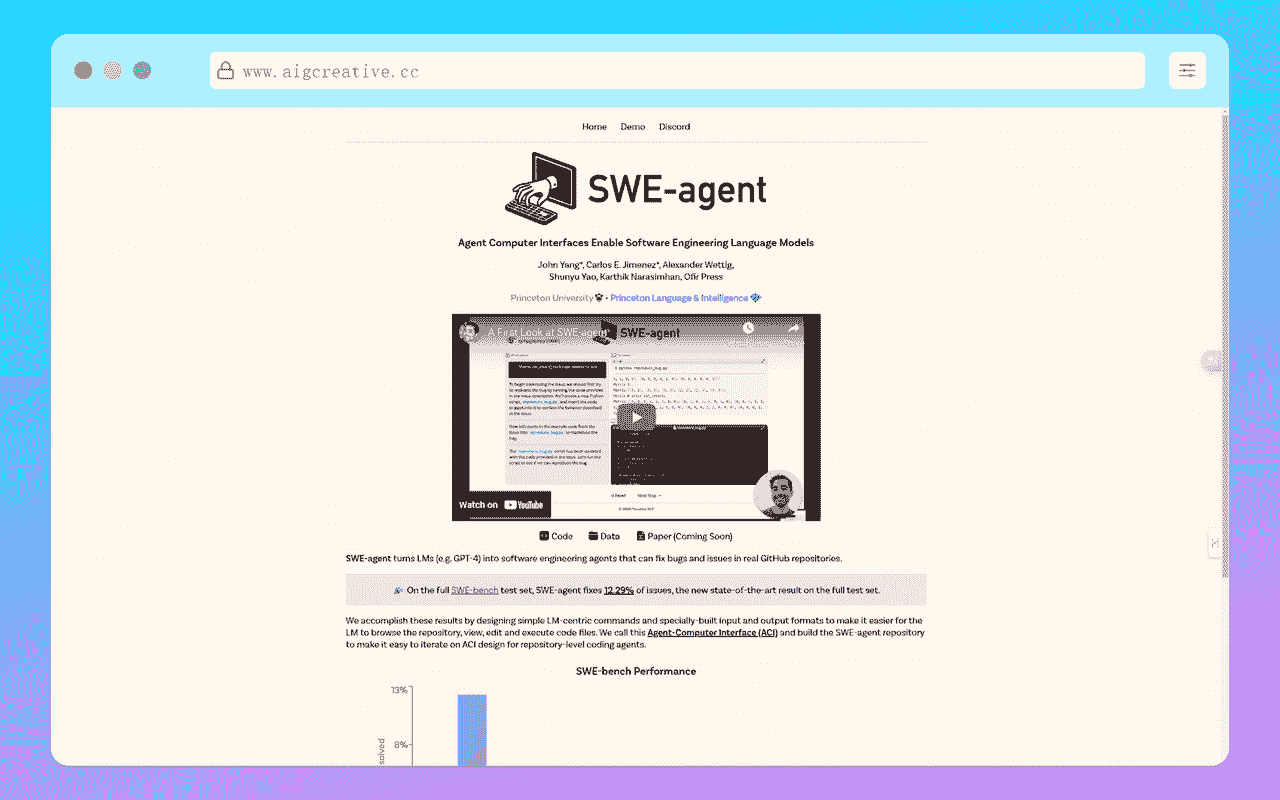 www.aigcreative.cc
Home Demo Discord
SWE-agent
Agent Computer Interfaces Enable Software Engineering Language Models
John Yang*, Carlos E. Jimenez*, Alexander Wettig,
Shunyu Yao, Karthik Narasimhan, Ofir Press
Princeton University • Princeton Language & Intelligence
A First Look at SWE-agent
SWE-agent
Watch on YouTube
Code Data Paper (Coming Soon)
SWE-agent turns LMs (e.g. GPT-4) into software engineering agents that can fix bugs and issues in real GitHub repositories.
On the full SWE-bench test set, SWE-agent fixes 12.29% of issues, the new state-of-the-art result on the full test set.
We accomplish these results by designing simple LM-centric commands and specially-built input and output formats to make it easier for the
LM to browse the repository, view, edit and execute code files. We call this Agent-Computer Interface (ACI) and build the SWE-agent repository
to make it easy to iterate on ACI design for repository-level coding agents.
SWE-bench Performance
13%
8%
solved